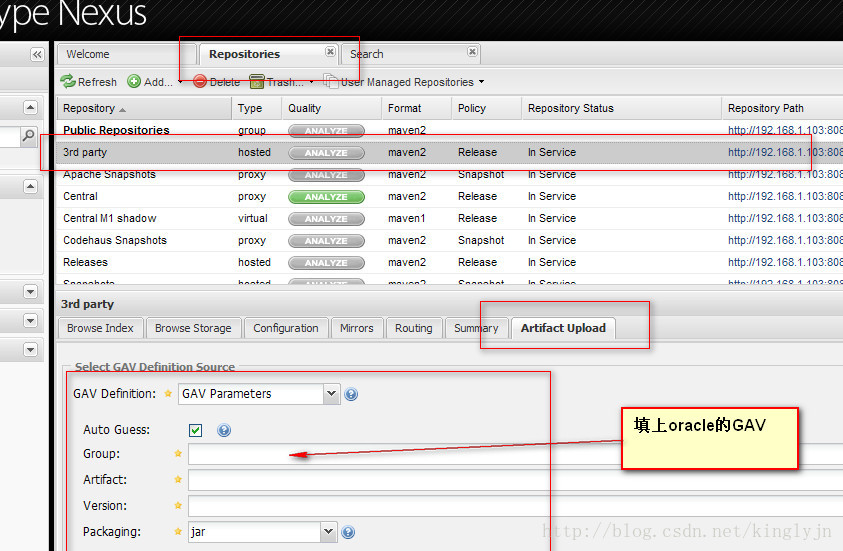 ype Nexus
Welcome Repositories Search
Refresh Add... Delete Trash... User Managed Repositories
Repository Type Quality Format Policy Repository Status Repository Path
Public Repositories group ANALYZE maven2 http://192.168.1.103:808
3rd party hosted ANALYZE maven2 Release In Service http://192.168.1.103:808
Apache Snapshots proxy ANALYZE maven2 Snapshot In Service http://192.168.1.103:808
Central proxy ANALYZE maven2 Release In Service http://192.168.1.103:808
Central M1 shadow virtual ANALYZE maven1 Release In Service http://192.168.1.103:808
Codehaus Snapshots proxy ANALYZE maven2 Snapshot In Service http://192.168.1.103:808
Releases hosted ANALYZE maven2 Release In Service http://192.168.1.103:808
Snapshots hosted ANALYZE maven2 Snapshot In Service http://192.168.1.103:808
3rd party
Browse Index Browse Storage Configuration Mirrors Routing Summary Artifact Upload
Select GAV Definition Source
GAV Definition: GAV Parameters
填上oracle的GAV
Auto Guess:
Group:
Artifact:
Version:
Packaging: jar
http://blog.csdn.net/kinglyjn